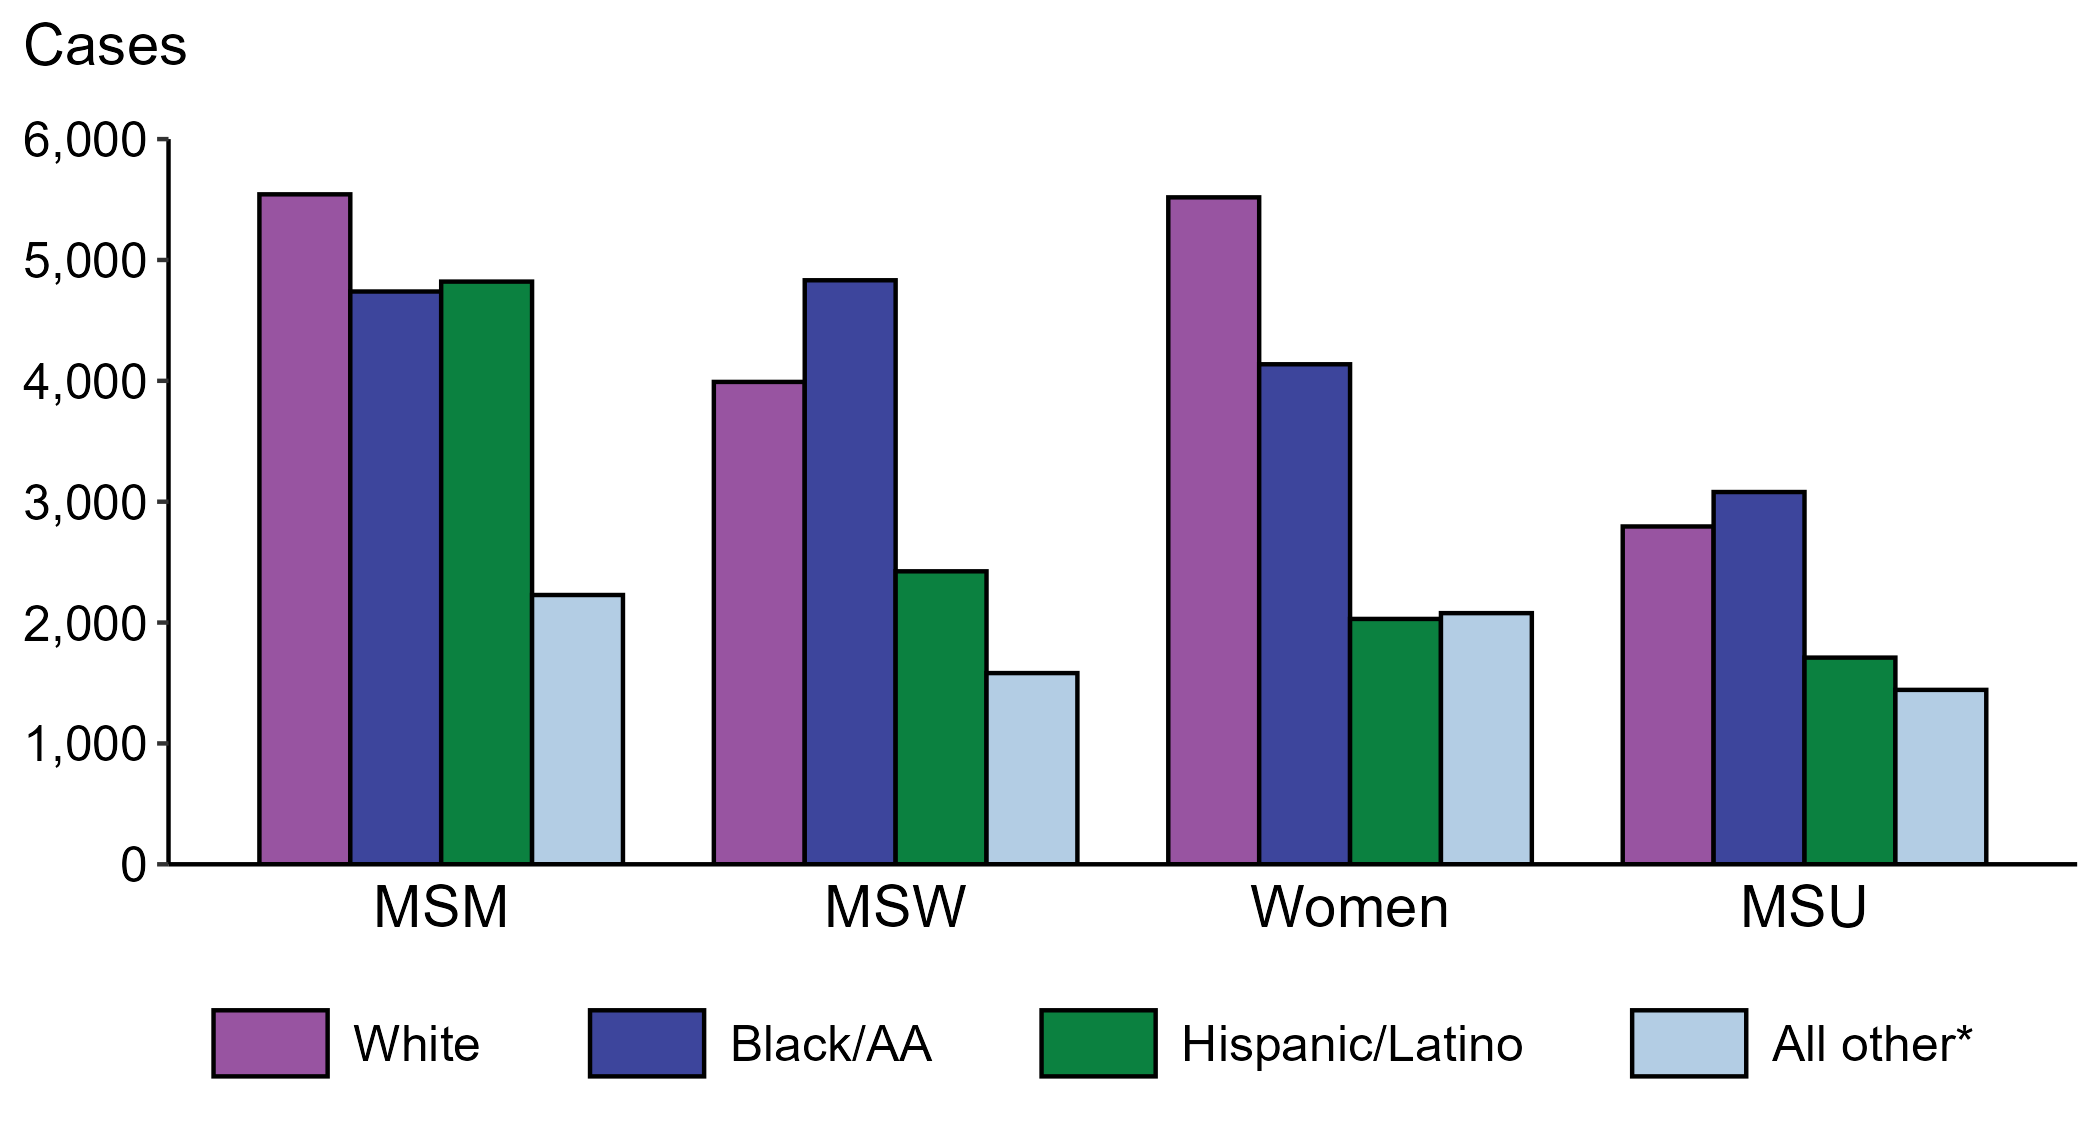 Cases
6,000
5,000
4,000
3,000
2,000
1,000
0
MSM MSW Women MSU
White Black/AA Hispanic/Latino All other*